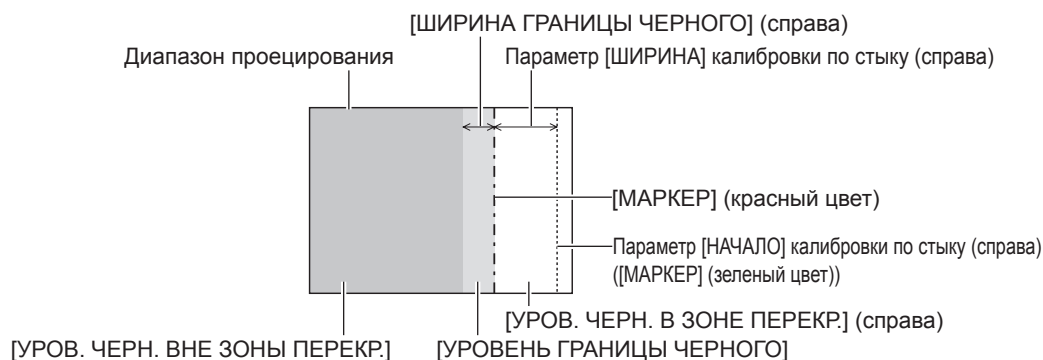 [ШИРИНА ГРАНИЦЫ ЧЕРНОГО] (справа)
Диапазон проецирования
Параметр [ШИРИНА] калибровки по стыку (справа)
[МАРКЕР] (красный цвет)
Параметр [НАЧАЛО] калибровки по стыку (справа)
([МАРКЕР] (зеленый цвет))
[УРОВ. ЧЕРН. В ЗОНЕ ПЕРЕКР.] (справа)
[УРОВ. ЧЕРН. ВНЕ ЗОНЫ ПЕРЕКР.]
[УРОВЕНЬ ГРАНИЦЫ ЧЕРНОГО]